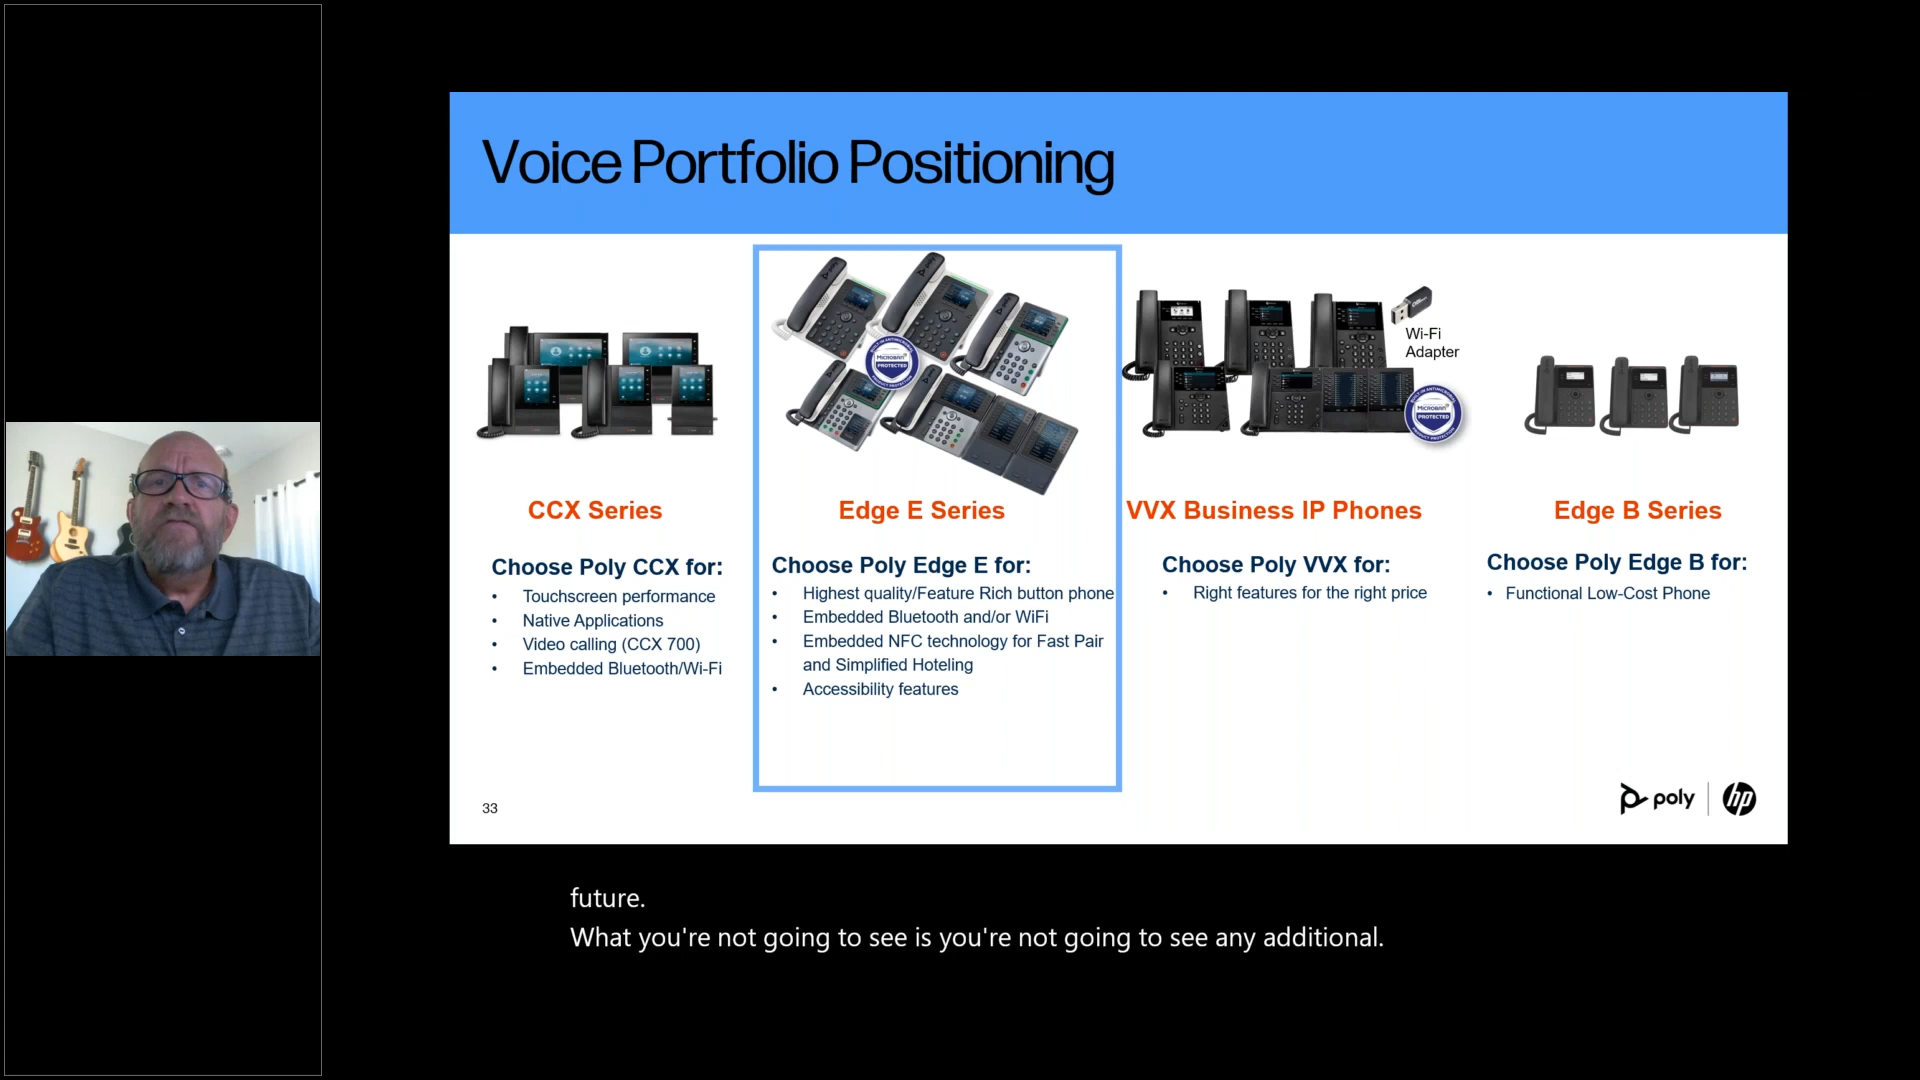 Voice Portfolio Positioning
Wi-Fi
Adapter
MICROBAN
PROTECTED
MICROBAN
PROTECTED
CCX Series
Choose Poly CCX for:
• Touchscreen performance
• Native Applications
• Video calling (CCX 700)
• Embedded Bluetooth/Wi-Fi
Edge E Series
Choose Poly Edge E for:
• Highest quality/Feature Rich button phone
• Embedded Bluetooth and/or WiFi
• Embedded NFC technology for Fast Pair
and Simplified Hoteling
• Accessibility features
VVX Business IP Phones
Choose Poly VVX for:
• Right features for the right price
Edge B Series
Choose Poly Edge B for:
• Functional Low-Cost Phone
33
poly
hp
future.
What you're not going to see is you're not going to see any additional.